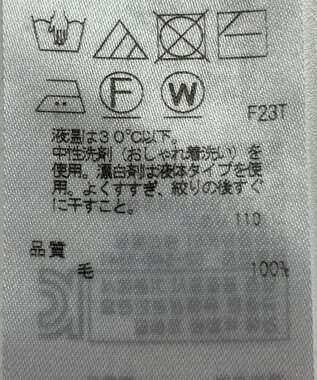 F W
F23T
液温は30℃以下。
中性洗剤（おしゃれ着洗い）を
使用。漂白剤は液体タイプを使
用。よくすすぎ、絞りの後すぐ
に干すこと。
110
品質
毛 100%